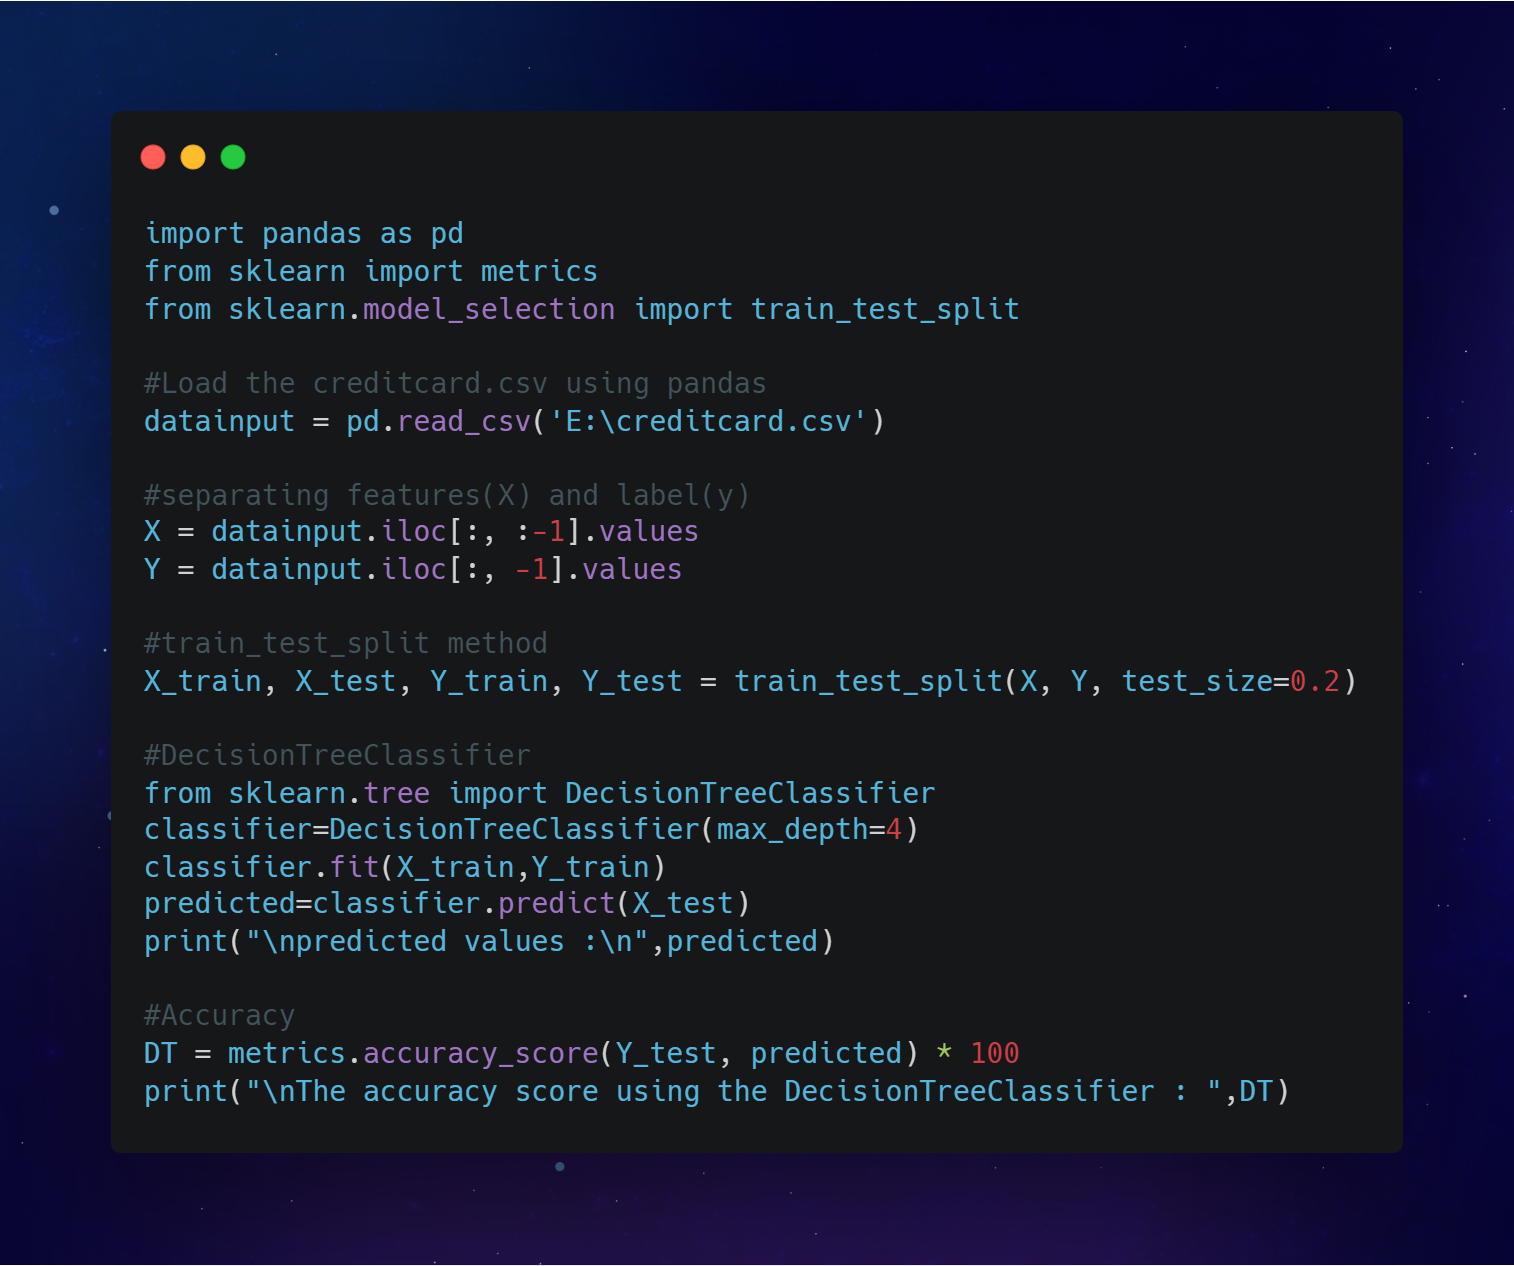 import pandas as pd
from sklearn import metrics
from sklearn.model_selection import train_test_split
#Load the creditcard.csv using pandas
datainput = pd.read_csv('E:\creditcard.csv')
#separating features(X) and label(y)
X = datainput.iloc[:, :-1].values
Y = datainput.iloc[:, -1].values
#train_test_split method
X_train, X_test, Y_train, Y_test = train_test_split(X, Y, test_size=0.2)
#DecisionTreeClassifier
from sklearn.tree import DecisionTreeClassifier
classifier=DecisionTreeClassifier(max_depth=4)
classifier.fit(X_train,Y_train)
predicted=classifier.predict(X_test)
print("\npredicted values :\n",predicted)
#Accuracy
DT = metrics.accuracy_score(Y_test, predicted) * 100
print("\nThe accuracy score using the DecisionTreeClassifier : ",DT)